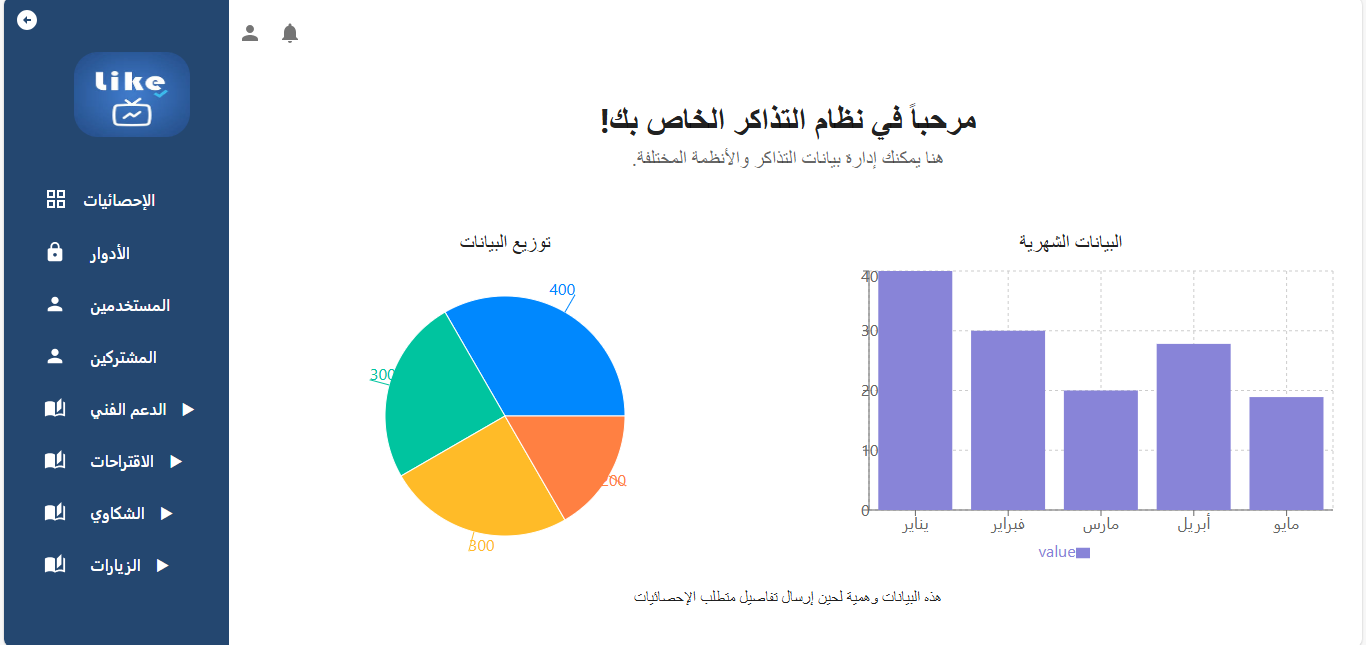 like
الإحصائيات
الأدوار
المستخدمين
المشتركين
الدعم الفني
الاقتراحات
الشكاوي
الزيارات
مرحباً في نظام التذاكر الخاص بك!
هنا يمكنك إدارة بيانات التذاكر والأنظمة المختلفة.
البيانات الشهرية
40
30
20
10
0
يناير
فبراير
مارس
أبريل
مايو
value
توزيع البيانات
400
300
300
200
هذه البيانات وهمية لحين إرسال تفاصيل متطلب الإحصائيات